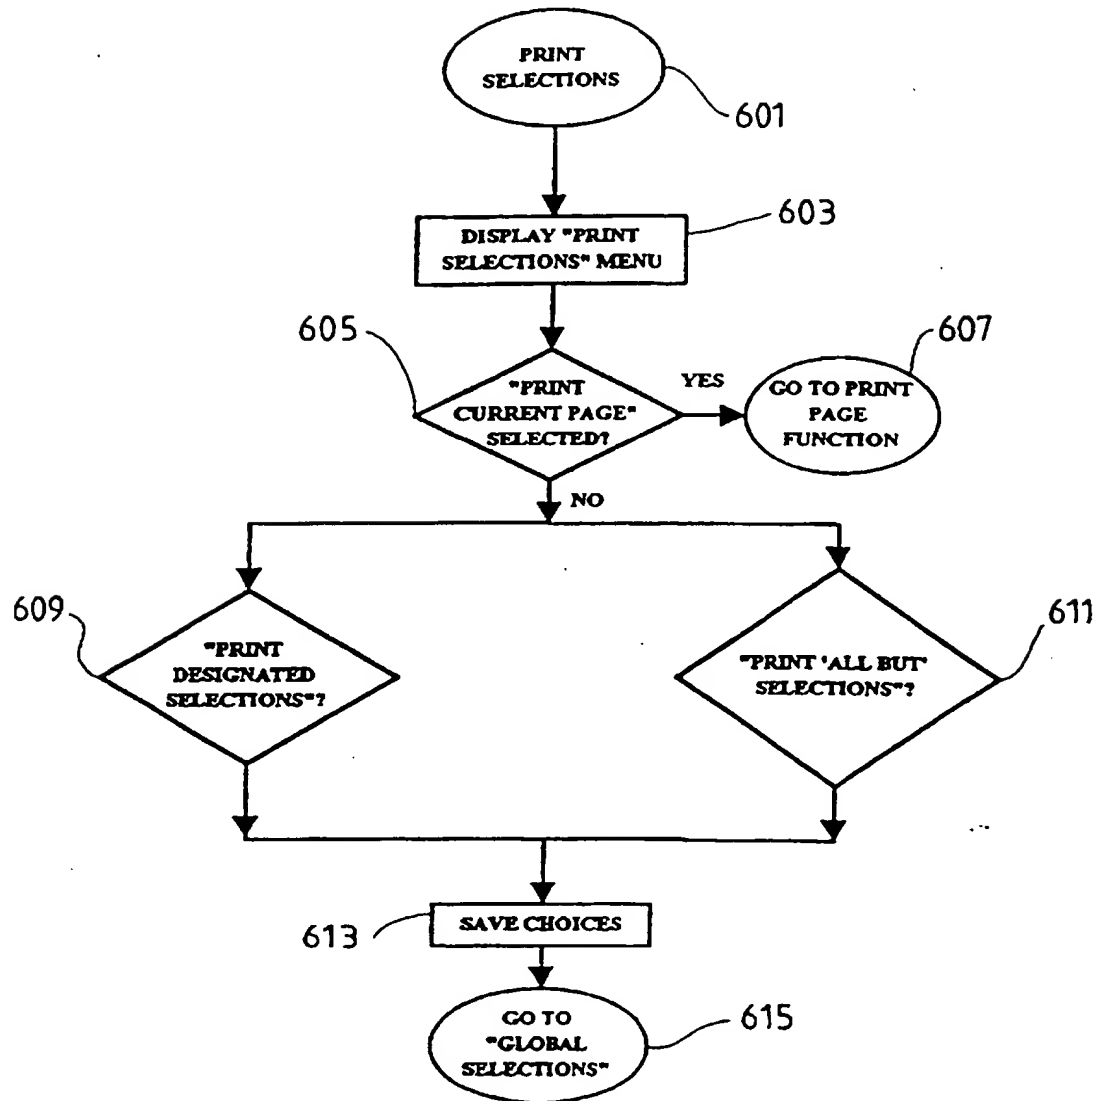 PRINT
SELECTIONS
601
DISPLAY "PRINT
SELECTIONS" MENU
603
605
"PRINT
CURRENT PAGE"
SELECTED?
YES
607
GO TO PRINT
PAGE
FUNCTION
NO
609
"PRINT
DESIGNATED
SELECTIONS"?
611
"PRINT 'ALL BUT'
SELECTIONS"?
613
SAVE CHOICES
GO TO
"GLOBAL
SELECTIONS"
615